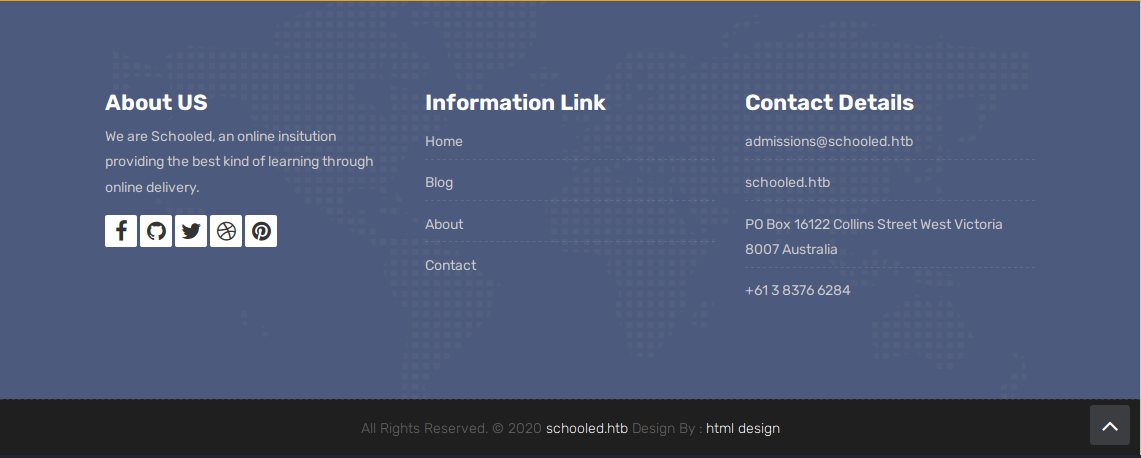 About US
We are Schooled, an online insitution
providing the best kind of learning through
online delivery.
Information Link
Home
Blog
About
Contact
Contact Details
admissions@schooled.htb
schooled.htb
PO Box 16122 Collins Street West Victoria
8007 Australia
+61 3 8376 6284
All Rights Reserved. © 2020 schooled.htb Design By : html design